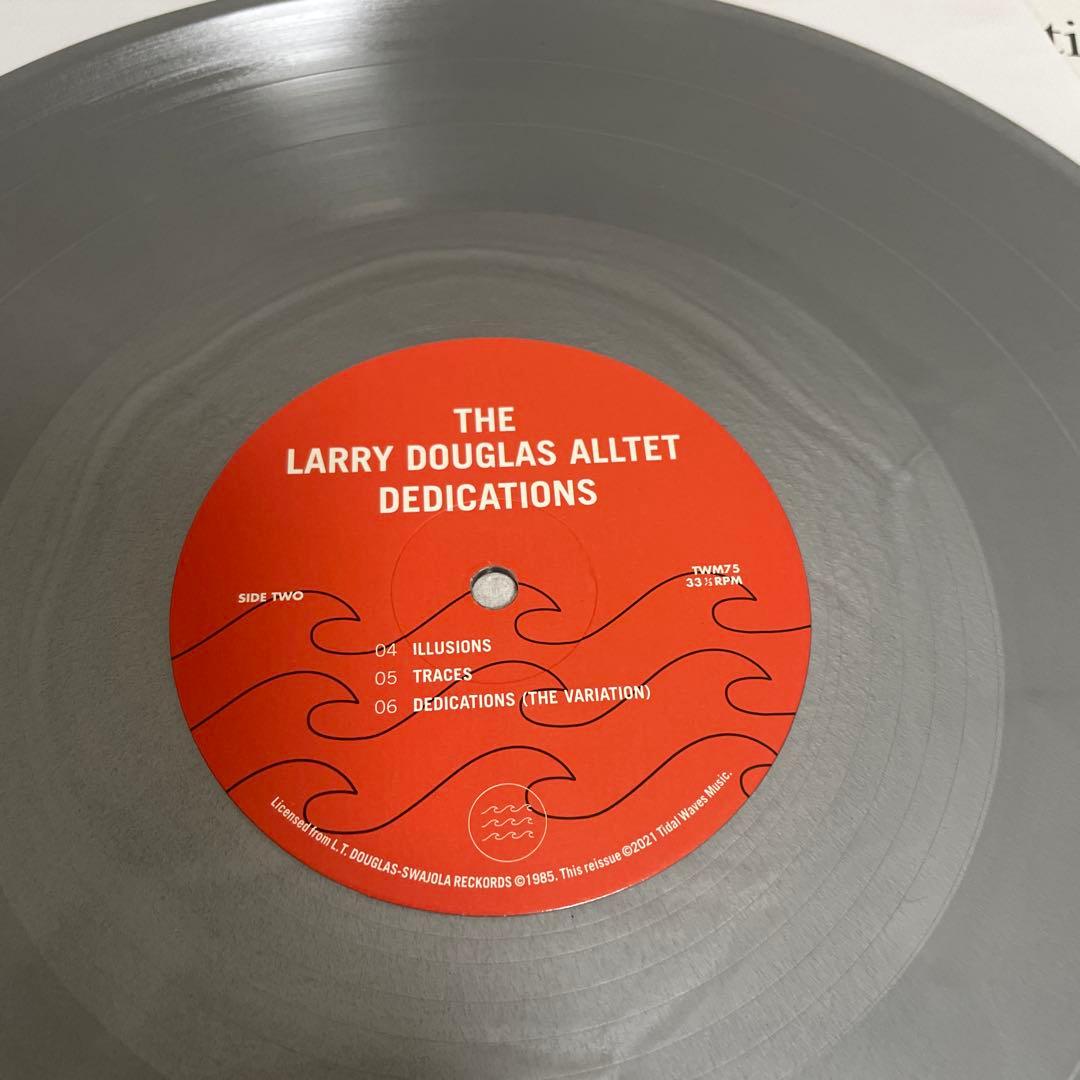 THE
LARRY DOUGLAS ALLTET
DEDICATIONS
SIDE TWO
TWM75
33 ⅓ RPM
04 ILLUSIONS
05 TRACES
06 DEDICATIONS (THE VARIATION)
Licensed from L.T. DOUGLAS-SWAJOLA RECKORDS ©1985. This reissue ©2021 Tidal Waves Music.
ti